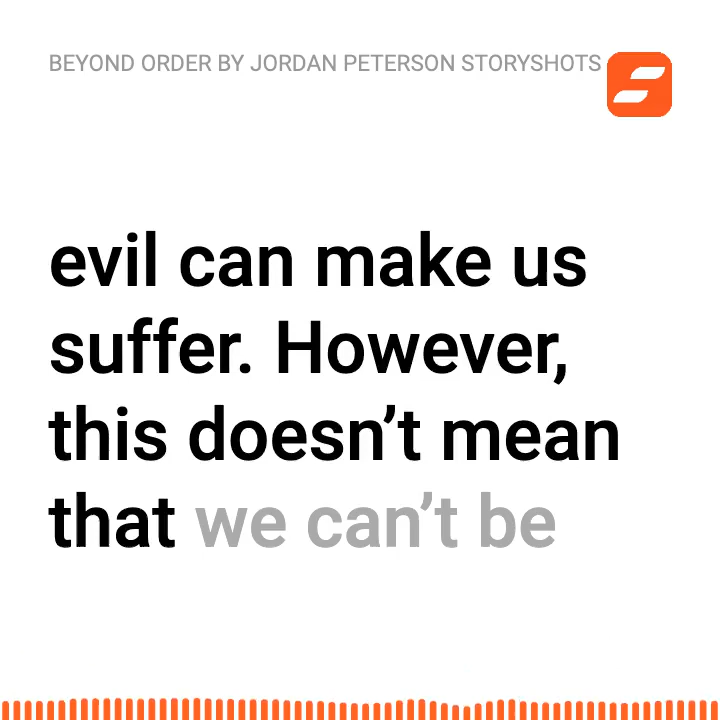 BEYOND ORDER BY JORDAN PETERSON STORYSHOTS
evil can make us
suffer. However,
this doesn’t mean
that we can’t be